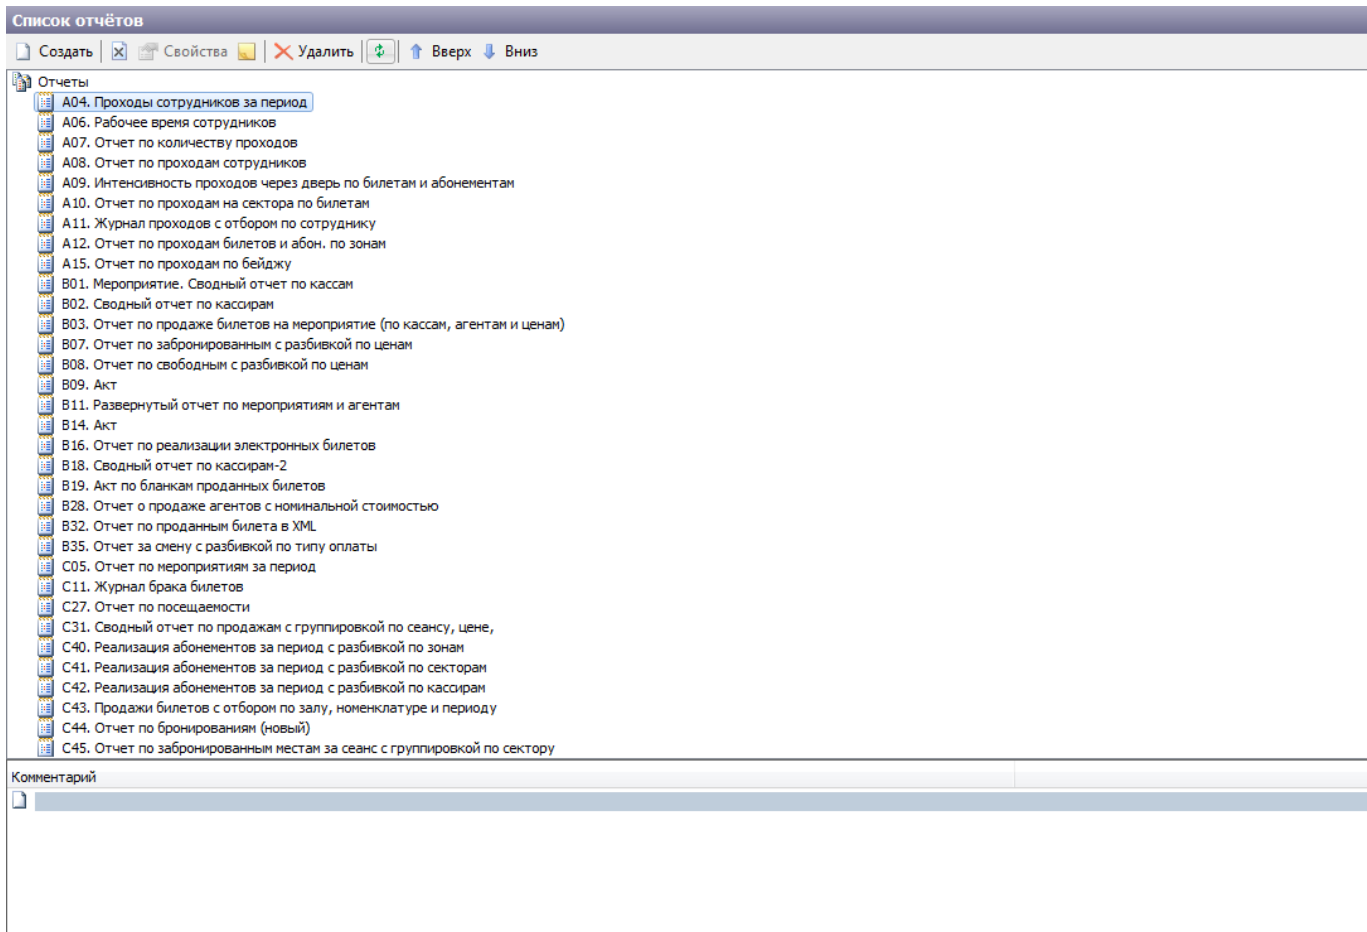 Список отчётов
Создать Свойства Удалить Вверх Вниз
Отчеты
A04. Проходы сотрудников за период
A06. Рабочее время сотрудников
A07. Отчет по количеству проходов
A08. Отчет по проходам сотрудников
A09. Интенсивность проходов через дверь по билетам и абонементам
A10. Отчет по проходам на сектора по билетам
A11. Журнал проходов с отбором по сотруднику
A12. Отчет по проходам билетов и абон. по зонам
A15. Отчет по проходам по бейджу
B01. Мероприятие. Сводный отчет по кассам
B02. Сводный отчет по кассирам
B03. Отчет по продаже билетов на мероприятие (по кассам, агентам и ценам)
B07. Отчет по забронированным с разбивкой по ценам
B08. Отчет по свободным с разбивкой по ценам
B09. Акт
B11. Развернутый отчет по мероприятиям и агентам
B14. Акт
B16. Отчет по реализации электронных билетов
B18. Сводный отчет по кассирам-2
B19. Акт по бланкам проданных билетов
B28. Отчет о продаже агентов с номинальной стоимостью
B32. Отчет по проданным билета в XML
B35. Отчет за смену с разбивкой по типу оплаты
C05. Отчет по мероприятиям за период
C11. Журнал брака билетов
C27. Отчет по посещаемости
C31. Сводный отчет по продажам с группировкой по сеансу, цене,
C40. Реализация абонементов за период с разбивкой по зонам
C41. Реализация абонементов за период с разбивкой по секторам
C42. Реализация абонементов за период с разбивкой по кассирам
C43. Продажи билетов с отбором по залу, номенклатуре и периоду
C44. Отчет по бронированиям (новый)
C45. Отчет по забронированным местам за сеанс с группировкой по сектору
Комментарий